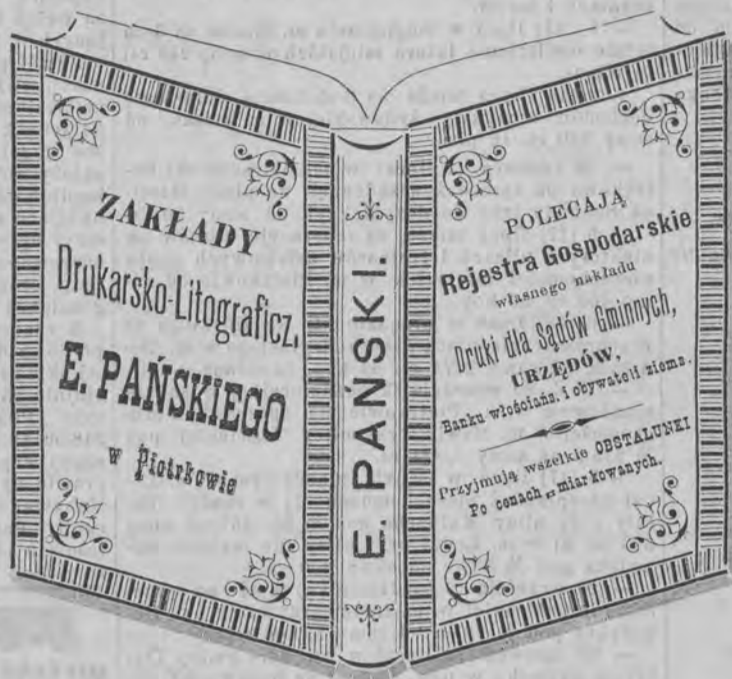 ZAKŁADY
Drukarsko-Litograficz,
E. PAŃSKIEGO
w Piotrkowie
E PAŃSKI.
POLECAJĄ
Rejestra Gospodarskie
własnego nakładu
Druki dla Sądów Gminnych,
URZĘDÓW,
Banku włościańs. i obywateli ziems.
Przyjmują wszelkie OBSTALUNKI
Po cenach miarkowanych.